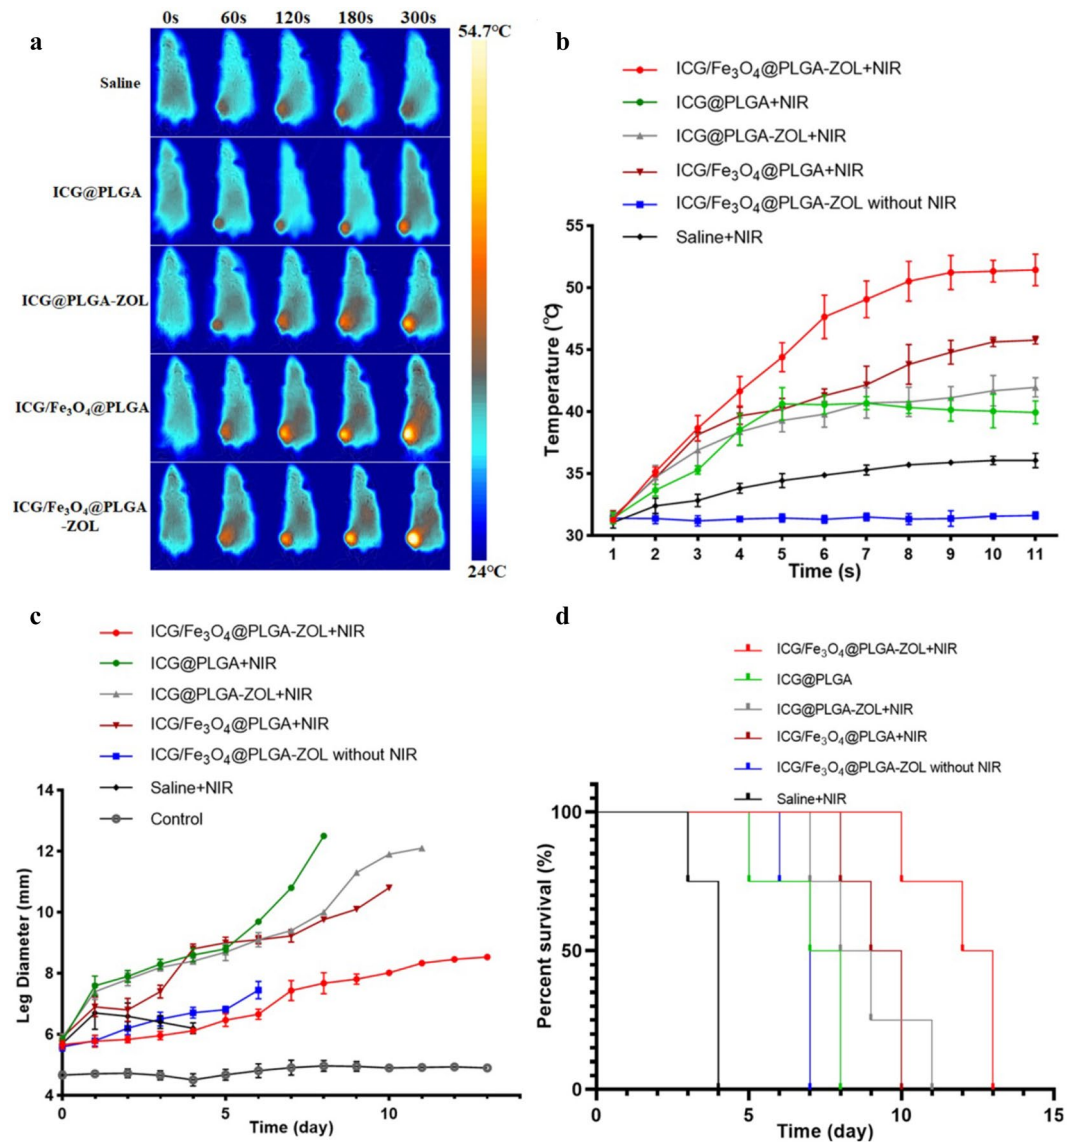 a
0s 60s 120s 180s 300s
54.7℃
Saline
ICG@PLGA
ICG@PLGA-ZOL
ICG/Fe₃O₄@PLGA
ICG/Fe₃O₄@PLGA
-ZOL
24℃
b
ICG/Fe₃O₄@PLGA-ZOL+NIR
ICG@PLGA+NIR
ICG@PLGA-ZOL+NIR
ICG/Fe₃O₄@PLGA+NIR
ICG/Fe₃O₄@PLGA-ZOL without NIR
Saline+NIR
55
50
45
40
35
30
Temperature (℃)
1 2 3 4 5 6 7 8 9 10 11
Time (s)
c
ICG/Fe₃O₄@PLGA-ZOL+NIR
ICG@PLGA+NIR
ICG@PLGA-ZOL+NIR
ICG/Fe₃O₄@PLGA+NIR
ICG/Fe₃O₄@PLGA-ZOL without NIR
Saline+NIR
Control
14
12
10
8
6
4
Leg Diameter (mm)
0 5 10
Time (day)
d
ICG/Fe₃O₄@PLGA-ZOL+NIR
ICG@PLGA
ICG@PLGA-ZOL+NIR
ICG/Fe₃O₄@PLGA+NIR
ICG/Fe₃O₄@PLGA-ZOL without NIR
Saline+NIR
100
50
0
Percent survival (%)
0 5 10 15
Time (day)